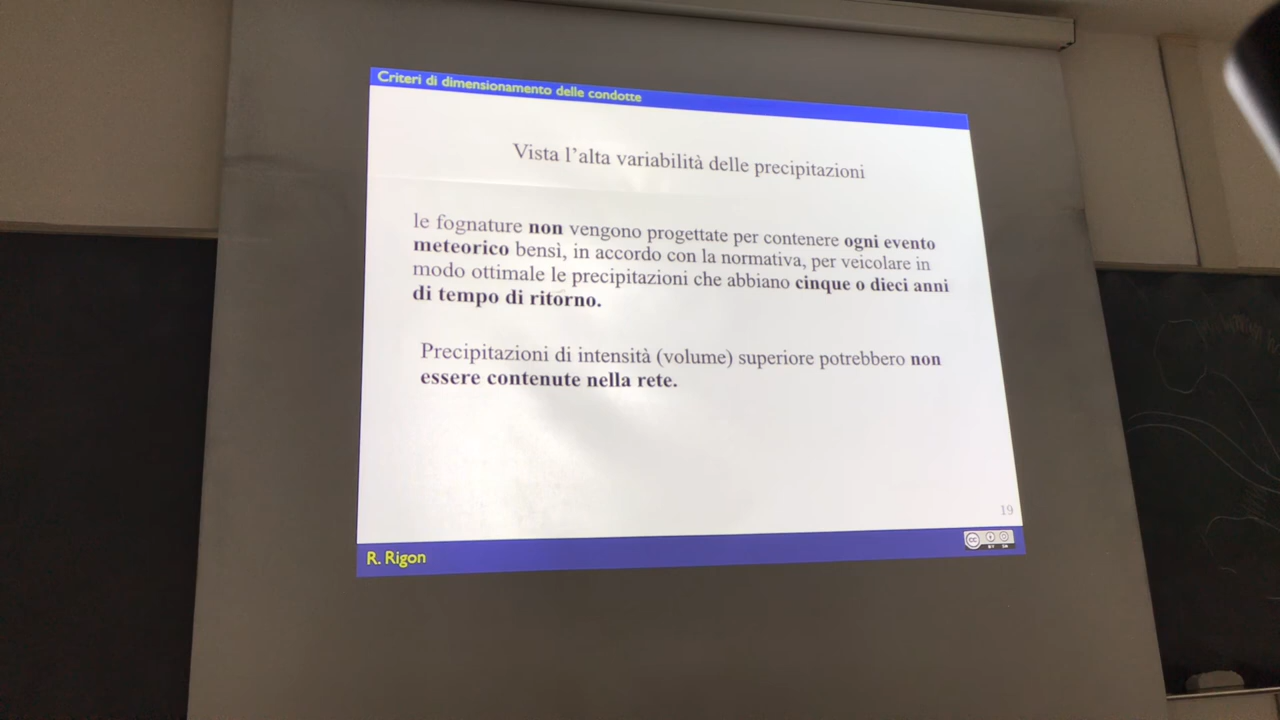 Criteri di dimensionamento delle condotte
Vista l'alta variabilità delle precipitazioni
le fognature non vengono progettate per contenere ogni evento
meteorico bensì, in accordo con la normativa, per veicolare in
modo ottimale le precipitazioni che abbiano cinque o dieci anni
di tempo di ritorno.
Precipitazioni di intensità (volume) superiore potrebbero non
essere contenute nella rete.
19
R. Rigon
cc